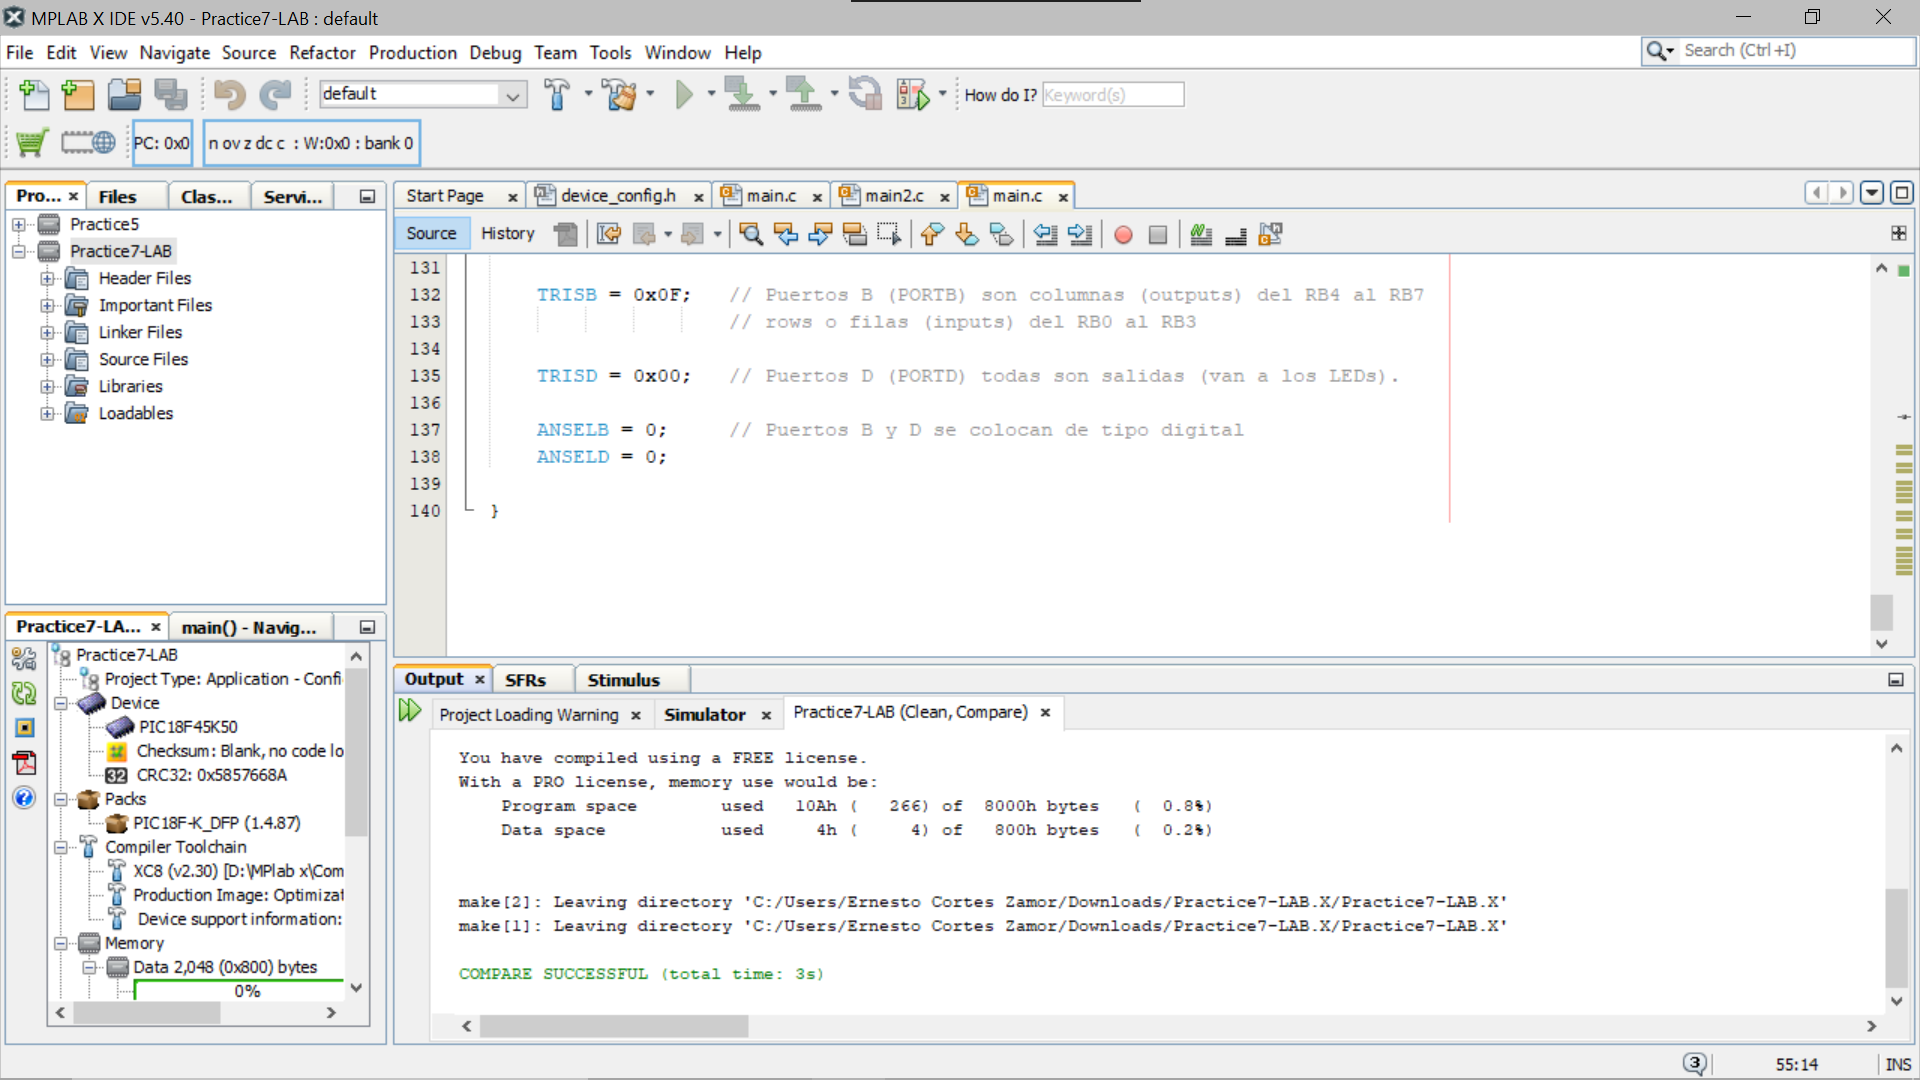 MPLAB X IDE v5.40 - Practice7-LAB : default
File Edit View Navigate Source Refactor Production Debug Team Tools Window Help
Search (Ctrl+I)
default
How do I? Keyword(s)
PC: 0x0
n ov z dc c : W:0x0 : bank 0
Pro... × Files Clas... Servi...
Practice5
Practice7-LAB
Header Files
Important Files
Linker Files
Source Files
Libraries
Loadables
Start Page × device_config.h × main.c × main2.c × main.c ×
Source History
131
132 TRISB = 0x0F; // Puertos B (PORTB) son columnas (outputs) del RB4 al RB7
133 // rows o filas (inputs) del RB0 al RB3
134
135 TRISD = 0x00; // Puertos D (PORTD) todas son salidas (van a los LEDs).
136
137 ANSELB = 0; // Puertos B y D se colocan de tipo digital
138 ANSELD = 0;
139
140 }
Practice7-LA... × main() - Navig...
Practice7-LAB
Project Type: Application - Confi
Device
PIC18F45K50
Checksum: Blank, no code lo
32 CRC32: 0x5857668A
Packs
PIC18F-K_DFP (1.4.87)
Compiler Toolchain
XC8 (v2.30) [D:\MPlab x\Com
Production Image: Optimizat
Device support information:
Memory
Data 2,048 (0x800) bytes
0%
Output × SFRs Stimulus
Project Loading Warning × Simulator × Practice7-LAB (Clean, Compare) ×
You have compiled using a FREE license.
With a PRO license, memory use would be:
Program space used 10Ah ( 266) of 8000h bytes ( 0.8%)
Data space used 4h ( 4) of 800h bytes ( 0.2%)
make[2]: Leaving directory 'C:/Users/Ernesto Cortes Zamor/Downloads/Practice7-LAB.X/Practice7-LAB.X'
make[1]: Leaving directory 'C:/Users/Ernesto Cortes Zamor/Downloads/Practice7-LAB.X/Practice7-LAB.X'
COMPARE SUCCESSFUL (total time: 3s)
3 55:14 INS